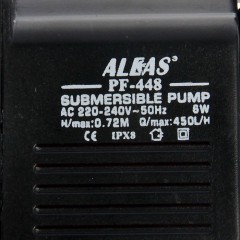 ALEAS
PF-448
SUBMERSIBLE PUMP
AC 220-240V~50Hz 6W
H/max:0.72M Q/max:450L/H
CE IPX8